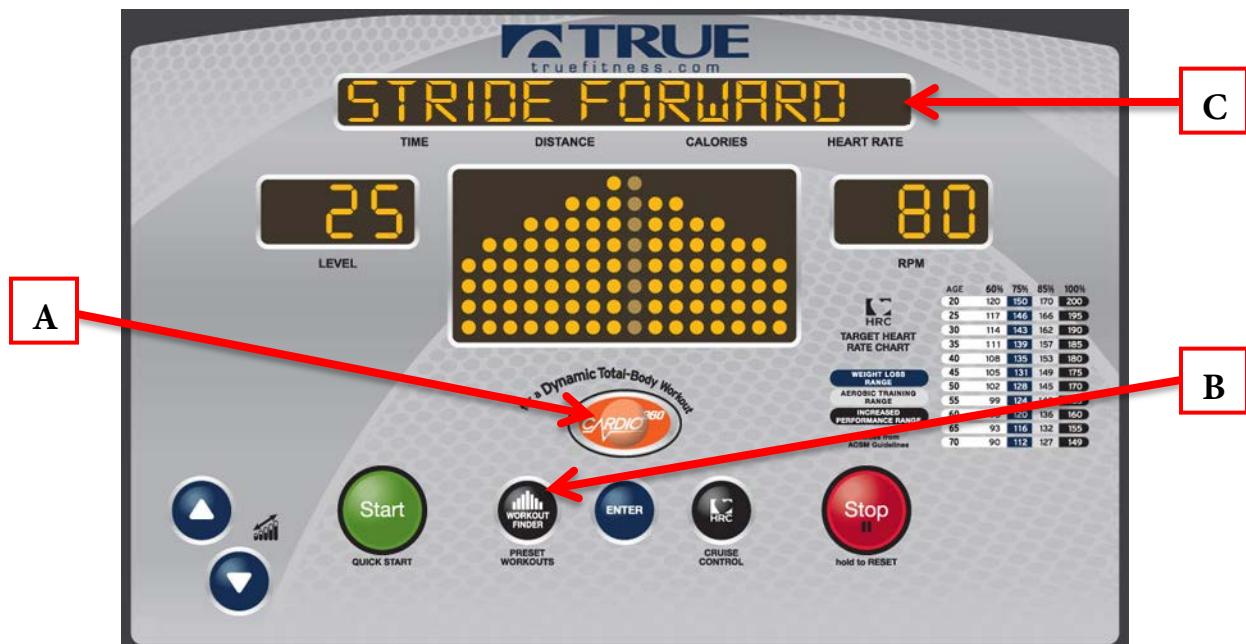 TRUE
truefitness.com
STRIDE FORWARD
C
TIME DISTANCE CALORIES HEART RATE
25
80
LEVEL
RPM
A
B
HRC
TARGET HEART
RATE CHART
WEIGHT LOSS
RANGE
AEROBIC TRAINING
RANGE
INCREASED
PERFORMANCE RANGE
from
ACSM Guidelines
AGE 60% 75% 85% 100%
20 120 150 170 200
25 117 146 166 195
30 114 143 162 190
35 111 139 157 185
40 108 135 153 180
45 105 131 149 175
50 102 128 145 170
55 99 124
60 120 136 160
65 93 116 132 155
70 90 112 127 149
a Dynamic Total-Body Workout
CARDIO 360
Start
QUICK START
WORKOUT
FINDER
PRESET
WORKOUTS
ENTER
HRC
CRUISE
CONTROL
Stop
hold to RESET